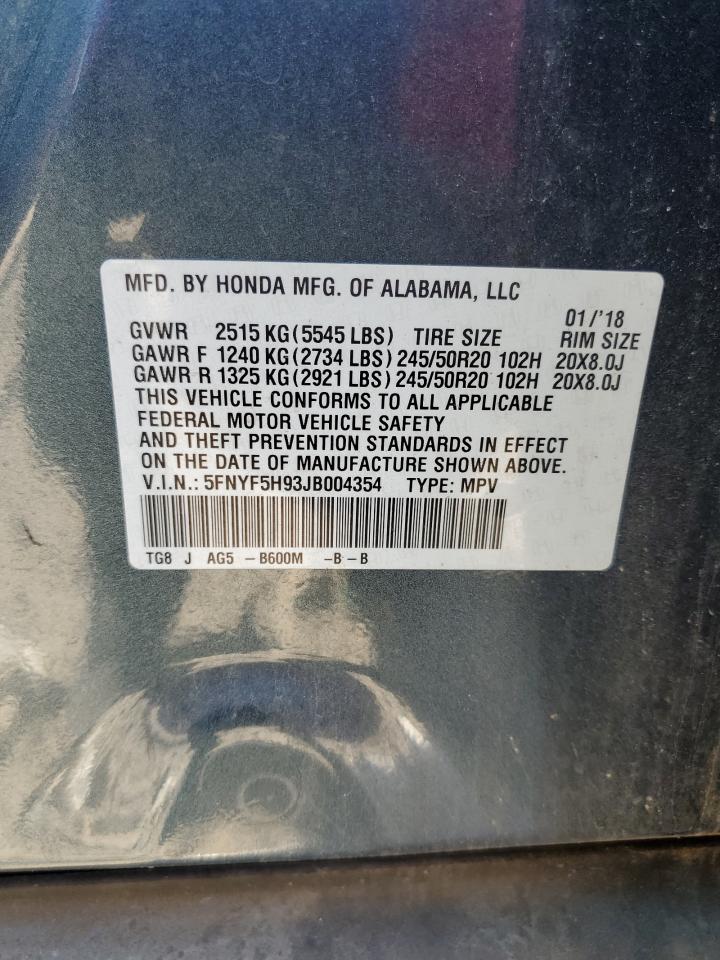 MFD. BY HONDA MFG. OF ALABAMA, LLC
01/'18
GVWR 2515 KG (5545 LBS) TIRE SIZE RIM SIZE
GAWR F 1240 KG (2734 LBS) 245/50R20 102H 20X8.0J
GAWR R 1325 KG (2921 LBS) 245/50R20 102H 20X8.0J
THIS VEHICLE CONFORMS TO ALL APPLICABLE
FEDERAL MOTOR VEHICLE SAFETY
AND THEFT PREVENTION STANDARDS IN EFFECT
ON THE DATE OF MANUFACTURE SHOWN ABOVE.
V.I.N.: 5FNYF5H93JB004354 TYPE: MPV
TG8 J AG5 -B600M -B-B